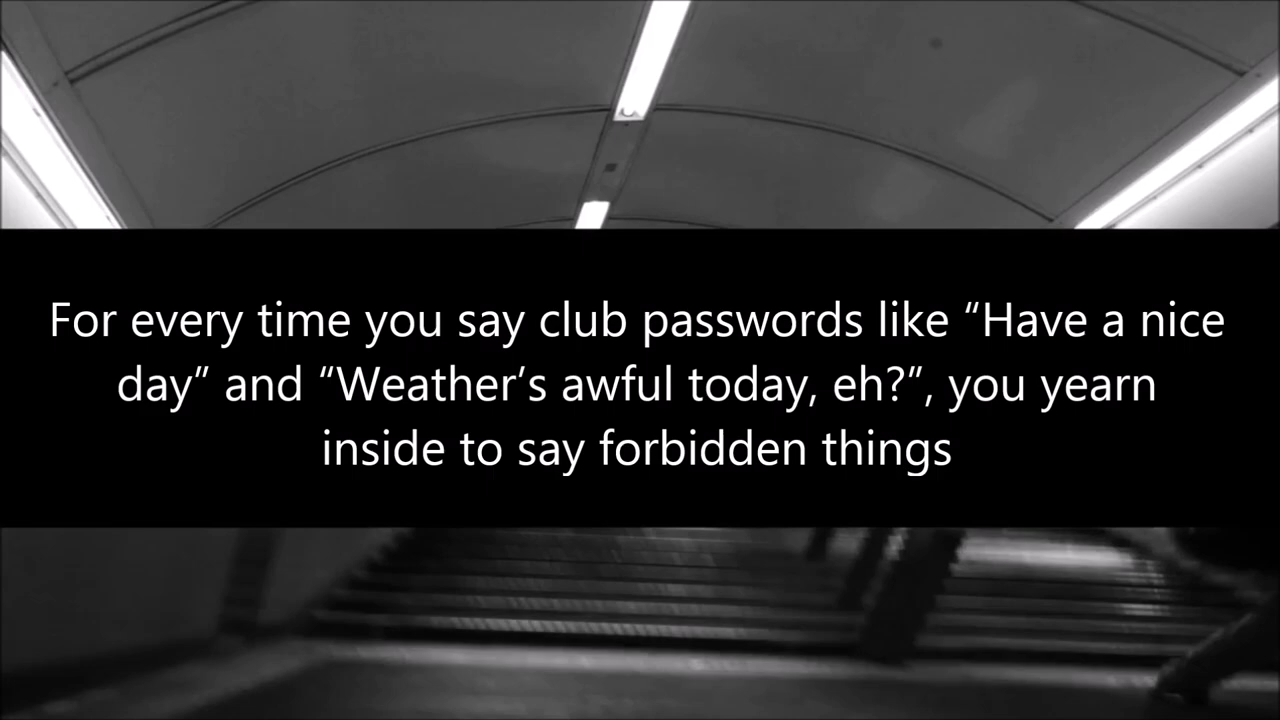 For every time you say club passwords like “Have a nice
day” and “Weather’s awful today, eh?”, you yearn
inside to say forbidden things